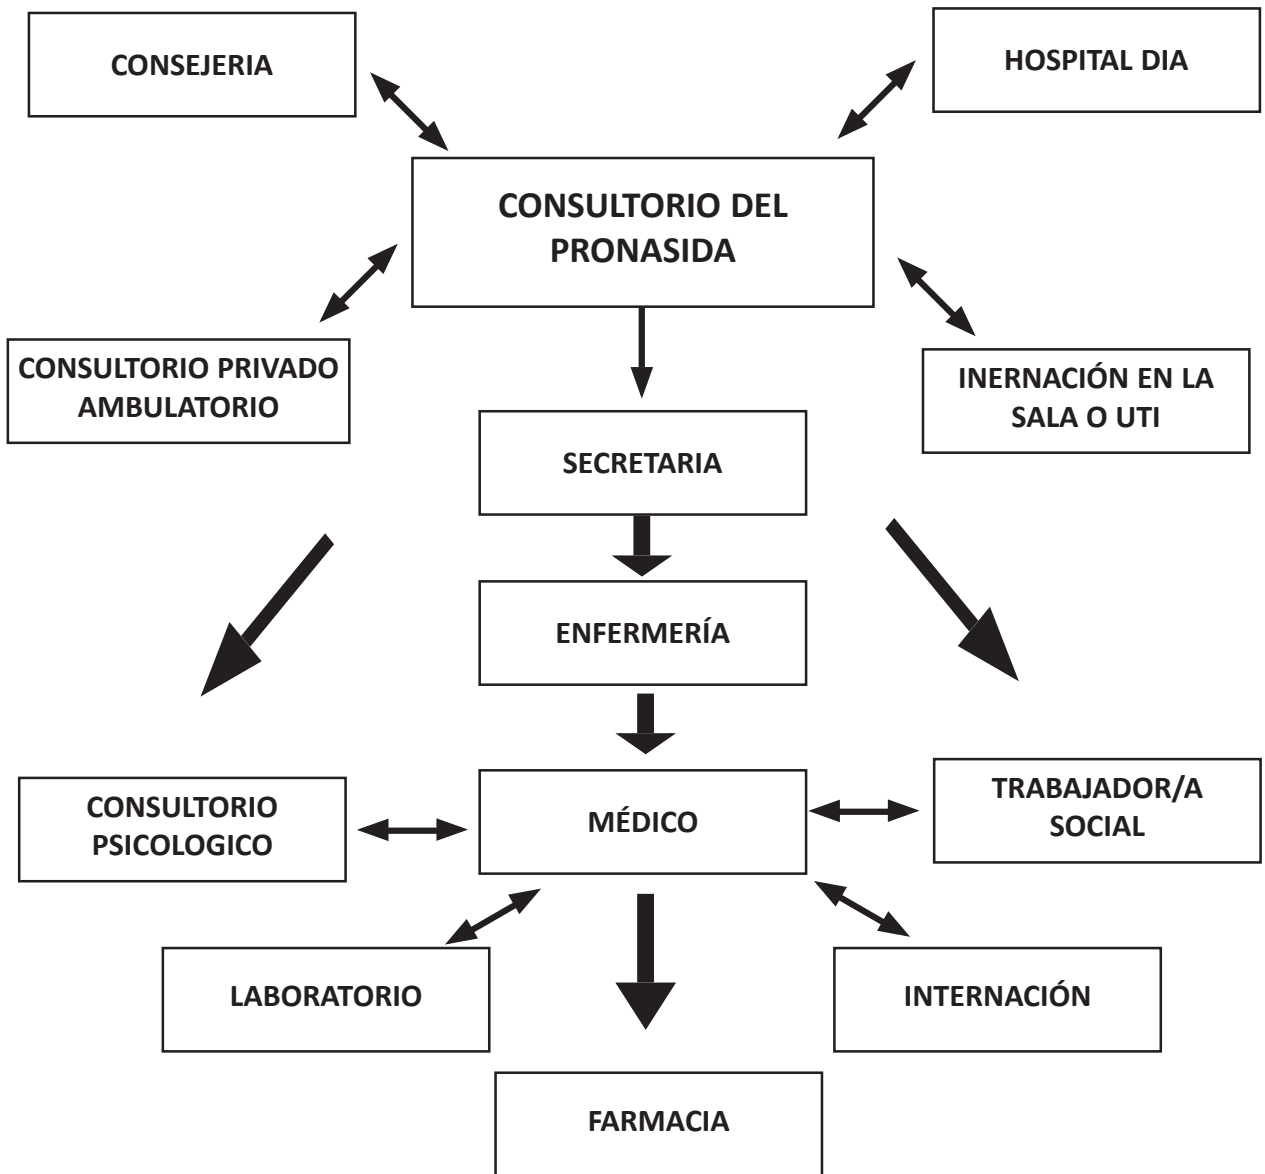 CONSEJERIA
HOSPITAL DIA
CONSULTORIO DEL
PRONASIDA
CONSULTORIO PRIVADO
AMBULATORIO
INERNACIÓN EN LA
SALA O UTI
SECRETARIA
ENFERMERÍA
CONSULTORIO
PSICOLOGICO
MÉDICO
TRABAJADOR/A
SOCIAL
LABORATORIO
INTERNACIÓN
FARMACIA